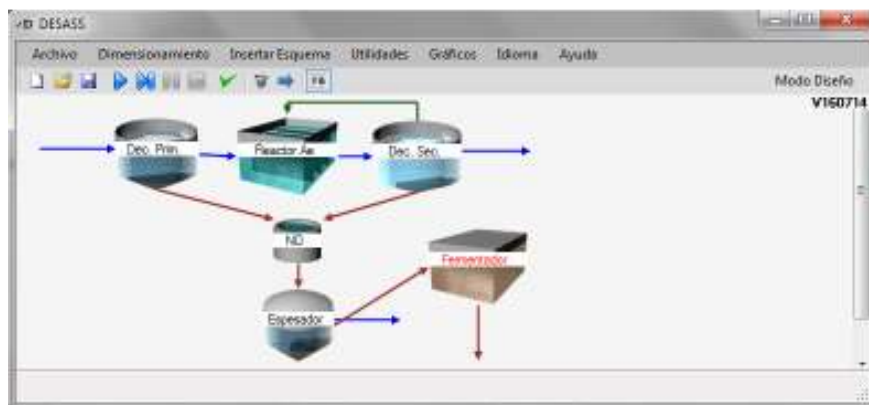 DESASS
Archivo Dimensionamiento Insertar Esquema Utilidades Gráficos Idioma Ayuda
Modo Diseño
V160714
Dec. Prim.
Reactor Ae
Dec. Sec.
ND
Fermentador
Espesador